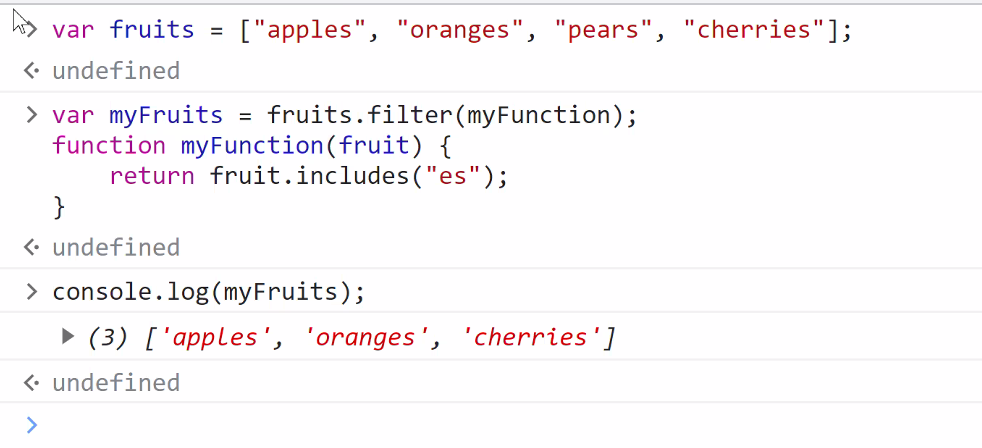 > var fruits = ["apples", "oranges", "pears", "cherries"];
undefined
> var myFruits = fruits.filter(myFunction);
function myFunction(fruit) {
    return fruit.includes("es");
}
undefined
> console.log(myFruits);
(3) ['apples', 'oranges', 'cherries']
undefined
>